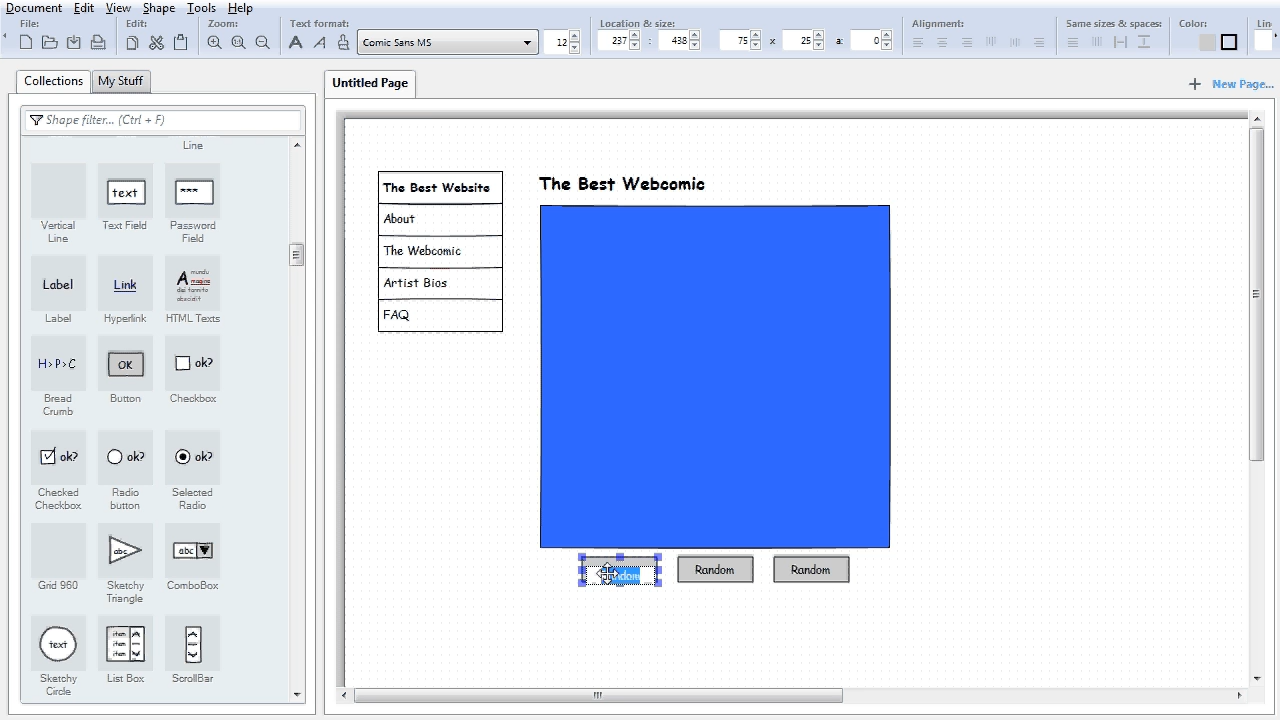 Document Edit View Shape Tools Help
File: Edit: Zoom: Text format: Location & size: Alignment: Same sizes & spaces: Color: Lin
Comic Sans MS 12 237 : 438 75 x 25 a: 0
Collections My Stuff
Untitled Page
New Page...
Shape filter... (Ctrl + F)
Line
text ***
Vertical Line
Text Field
Password Field
Label Link
Label
Hyperlink
HTML Texts
H>P>C OK ok?
Bread Crumb
Button
Checkbox
ok? ok? ok?
Checked Checkbox
Radio button
Selected Radio
abc abc
Grid 960
Sketchy Triangle
ComboBox
text item item item
Sketchy Circle
List Box
ScrollBar
The Best Website
About
The Webcomic
Artist Bios
FAQ
The Best Webcomic
Random Random